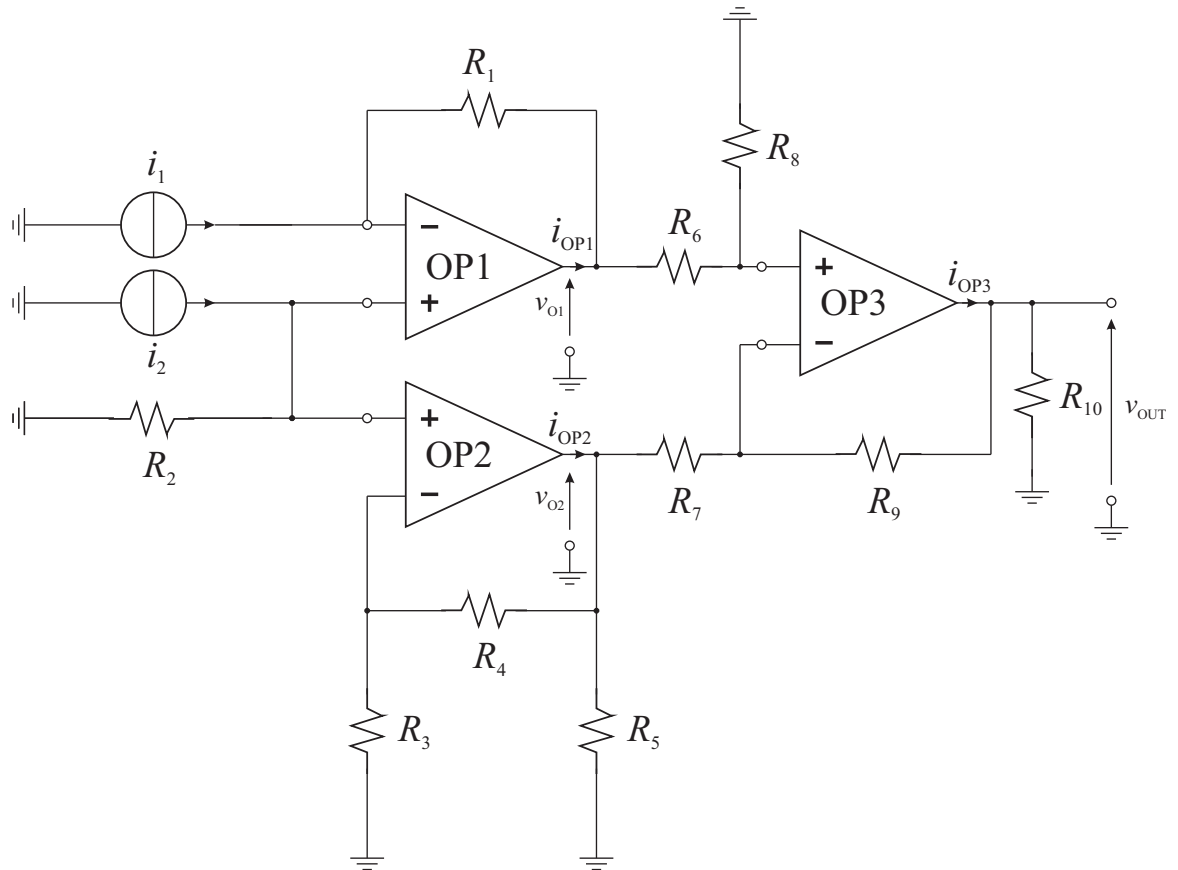 R1
R8
i1
− OP1 +
iOP1
R6
vO1
i2
+ OP3 −
iOP3
R10
vOUT
R2
+ OP2 −
iOP2
R7
R9
vO2
R4
R3
R5